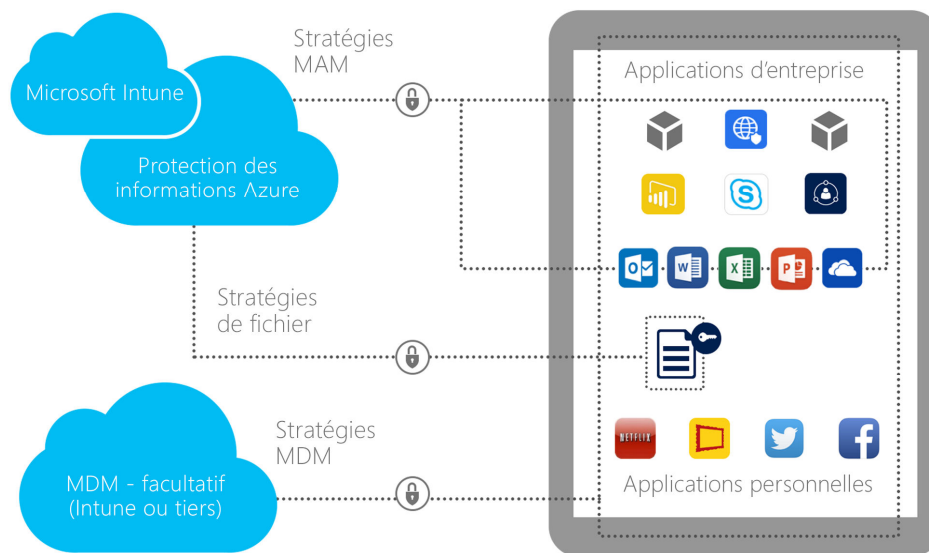 Stratégies
MAM
Microsoft Intune
Protection des
informations Azure
Stratégies
de fichier
Stratégies
MDM
MDM - facultatif
(Intune ou tiers)
Applications d'entreprise
S
O
W
X
P
NETFLIX
f
Applications personnelles